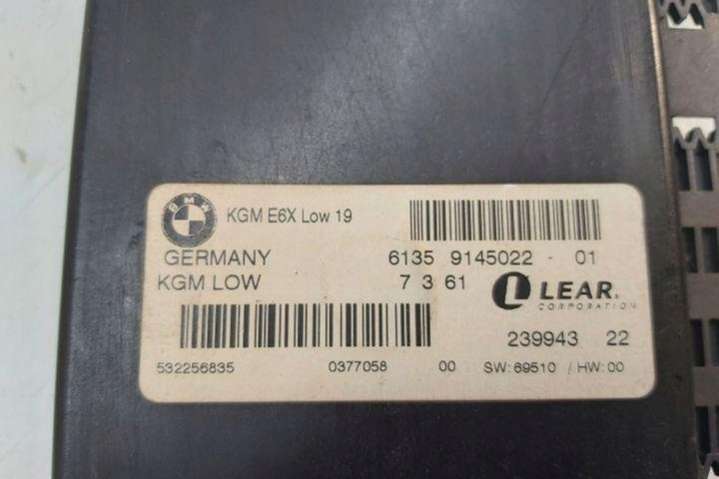 BMW
KGM E6X Low 19
GERMANY 6135 9145022 - 01
KGM LOW 7 3 61 LEAR.
CORPORATION
239943 22
532256835 0377058 00 SW: 69510 / HW: 00